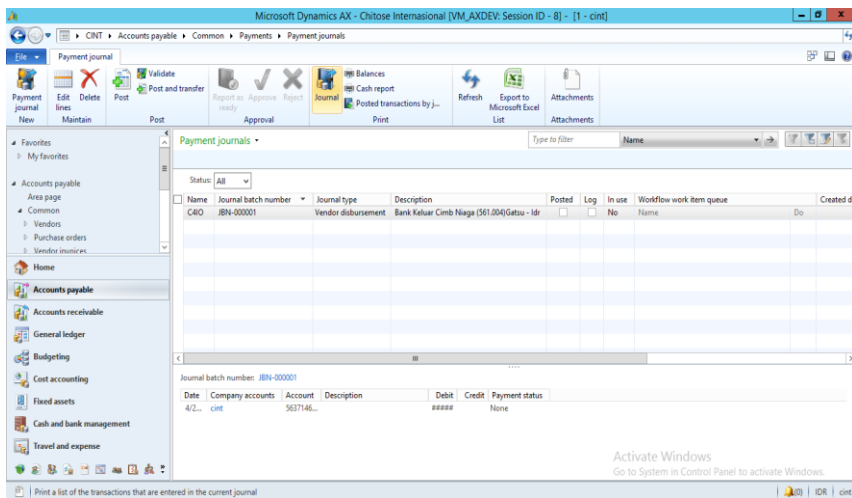 Microsoft Dynamics AX - Chitose Internasional [VM_AXDEV: Session ID - 8] - [1 - cint]
CINT ▸ Accounts payable ▸ Common ▸ Payments ▸ Payment journals
File Payment journal
Payment journal
New
Edit lines
Delete
Maintain
Post
Validate
Post and transfer
Post
Report as ready
Approve
Reject
Approval
Journal
Balances
Cash report
Posted transactions by j...
Print
Refresh
Export to Microsoft Excel
List
Attachments
Attachments
Favorites
My favorites
Accounts payable
Area page
Common
Vendors
Purchase orders
Vendor invoices
Home
Accounts payable
Accounts receivable
General ledger
Budgeting
Cost accounting
Fixed assets
Cash and bank management
Travel and expense
Payment journals
Type to filter
Name
Status: All
Name Journal batch number Journal type Description Posted Log In use Workflow work item queue Created d
C4IO JBN-000001 Vendor disbursement Bank Keluar Cimb Niaga (561.004)Gatsu - Idr No Name Do
Journal batch number: JBN-000001
Date Company accounts Account Description Debit Credit Payment status
4/2... cint 5637146... ##### None
Activate Windows
Go to System in Control Panel to activate Windows.
Print a list of the transactions that are entered in the current journal
(0) IDR cint